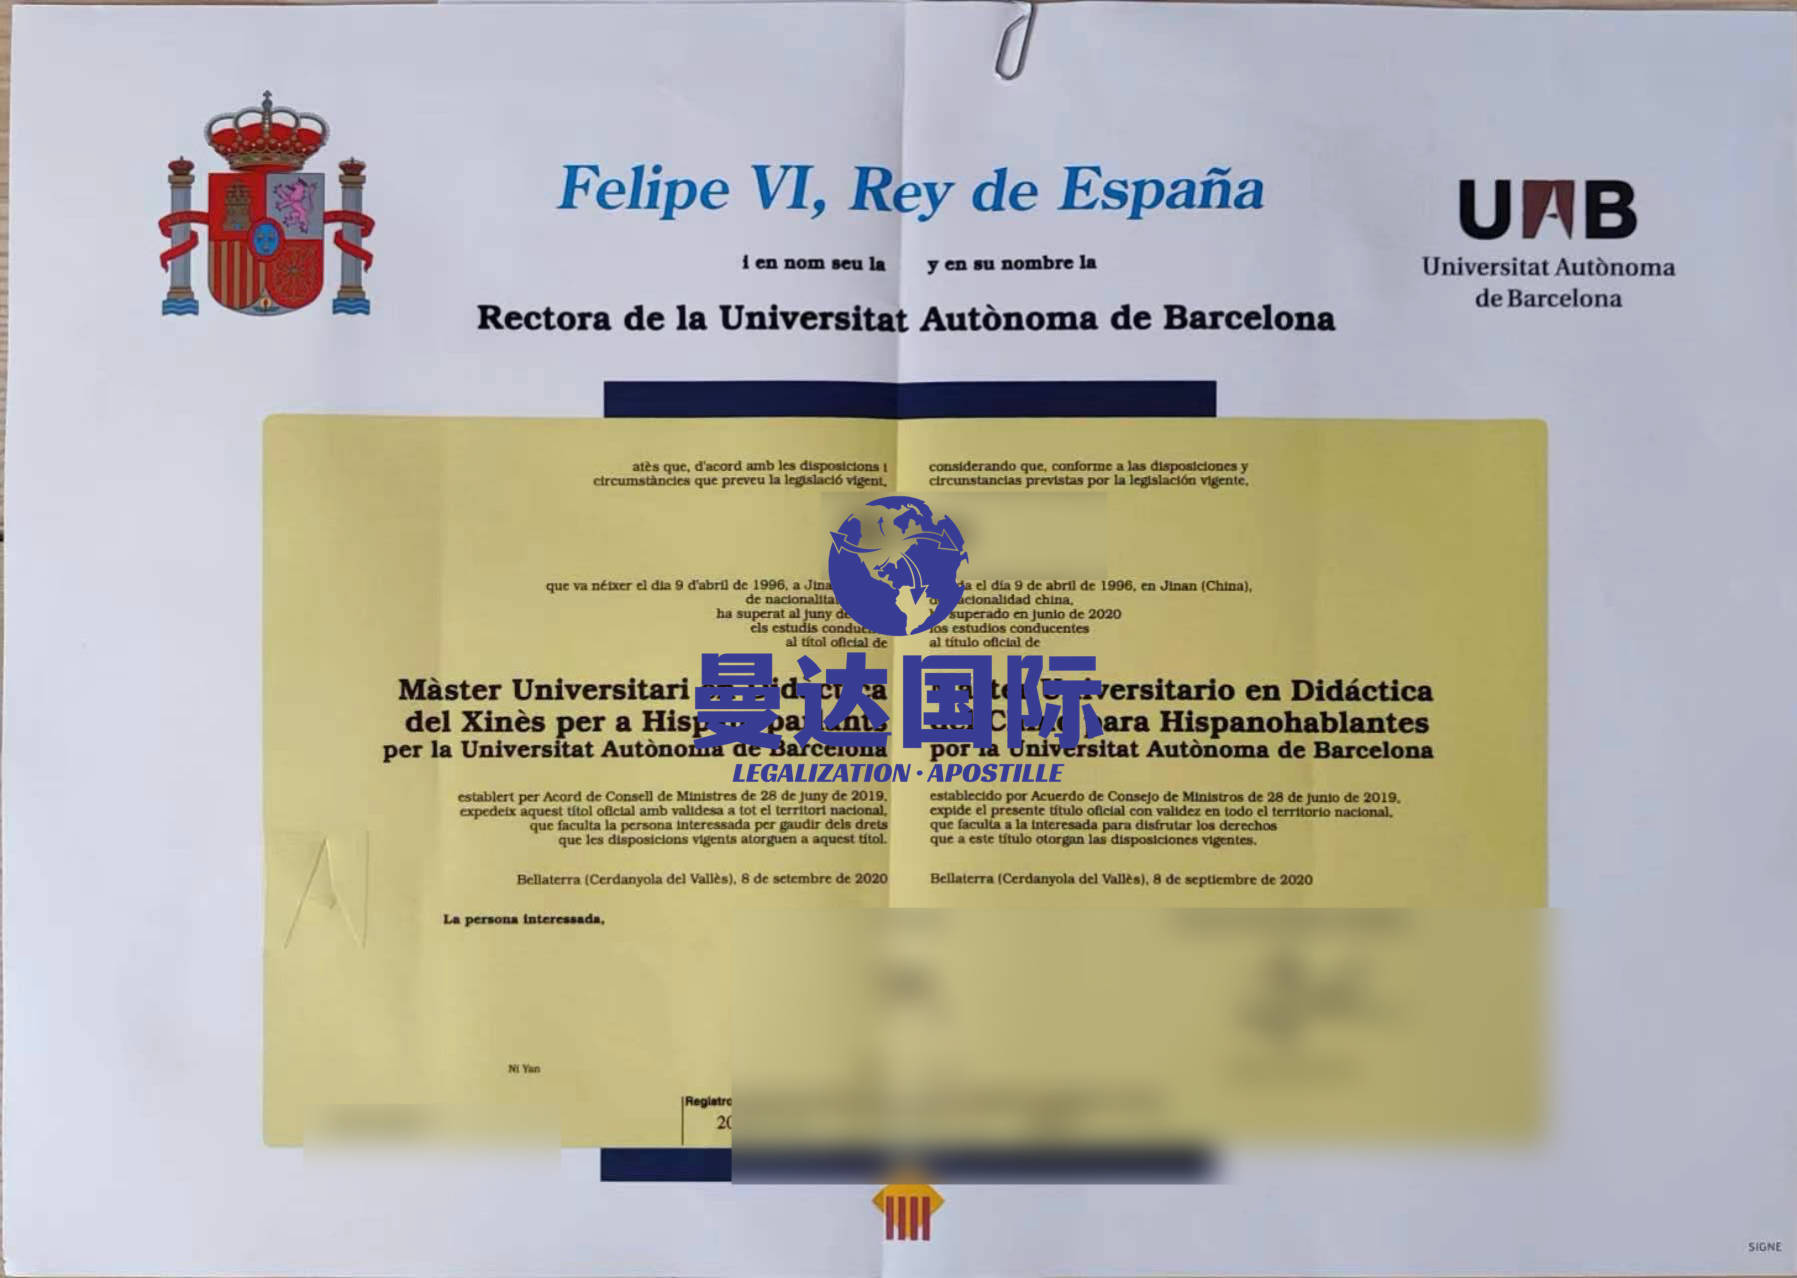 Felipe VI, Rey de España
UAB
Universitat Autònoma
de Barcelona
i en nom seu la
y en su nombre la
Rectora de la Universitat Autònoma de Barcelona
atès que, d'acord amb les disposicions i
circumstàncies que preveu la legislació vigent,
que va néixer el dia 9 d'abril de 1996, a
de
ha superat al juny
els estudis
al títol oficial de
Màster Universitari
del Xinès per a
per la Universitat Autònoma de Barcelona
establert per Acord de Consell de Ministres de 28 de juny de 2019,
expedeix aquest títol oficial amb validesa a tot el territori nacional,
que faculta la persona interessada per gaudir dels drets
que les disposicions vigents atorguen a aquest títol.
Bellaterra (Cerdanyola del Vallès), 8 de setembre de 2020
La persona interessada,
considerando que, conforme a las disposiciones y
circunstancias previstas por la legislación vigente,
el día 9 de abril de 1996, en Jinan (China),
china,
superado en junio de 2020
los estudios conducentes
al título oficial de
en Didáctica
para Hispanohablantes
por la Universitat Autònoma de Barcelona
establecido por Acuerdo de Consejo de Ministros de 28 de junio de 2019,
expide el presente título oficial con validez en todo el territorio nacional,
que faculta a la interesada para disfrutar los derechos
que a este título otorgan las disposiciones vigentes.
Bellaterra (Cerdanyola del Vallès), 8 de septiembre de 2020
曼达国际
LEGALIZATION · APOSTILLE
Ni Yan
Registro
20
SIGNE